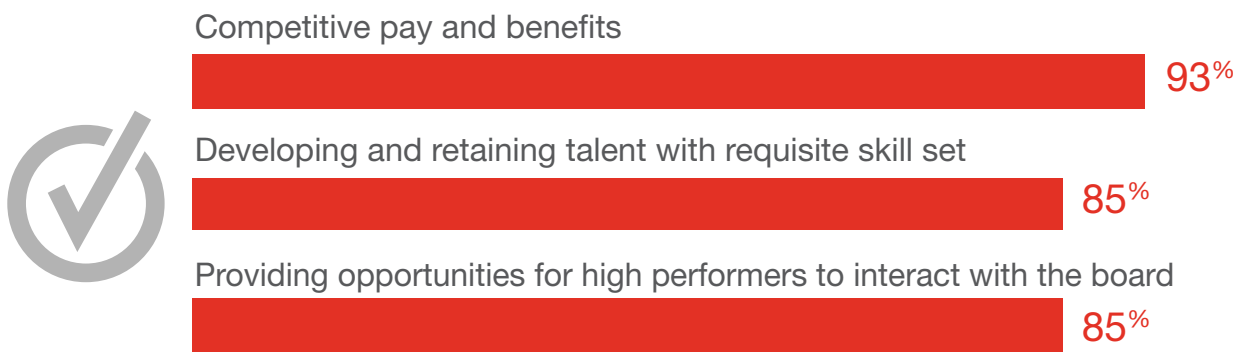 Competitive pay and benefits
93%
Developing and retaining talent with requisite skill set
85%
Providing opportunities for high performers to interact with the board
85%